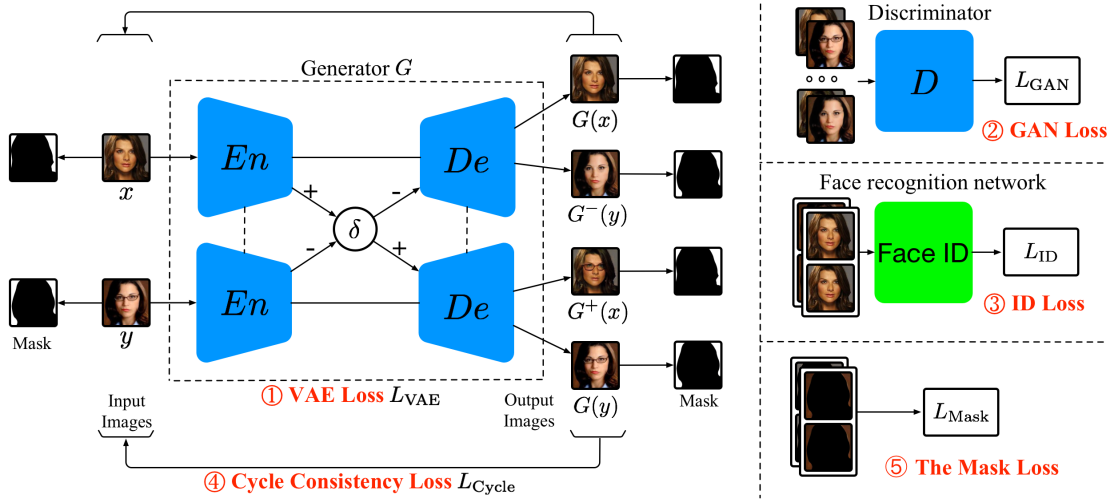 Generator G
En
De
+
-
δ
-
+
En
De
x
y
Mask
G(x)
G⁻(y)
G⁺(x)
G(y)
Mask
① VAE Loss L_VAE
Input
Images
Output
Images
④ Cycle Consistency Loss L_Cycle
Discriminator
D
L_GAN
② GAN Loss
Face recognition network
Face ID
L_ID
③ ID Loss
L_Mask
⑤ The Mask Loss